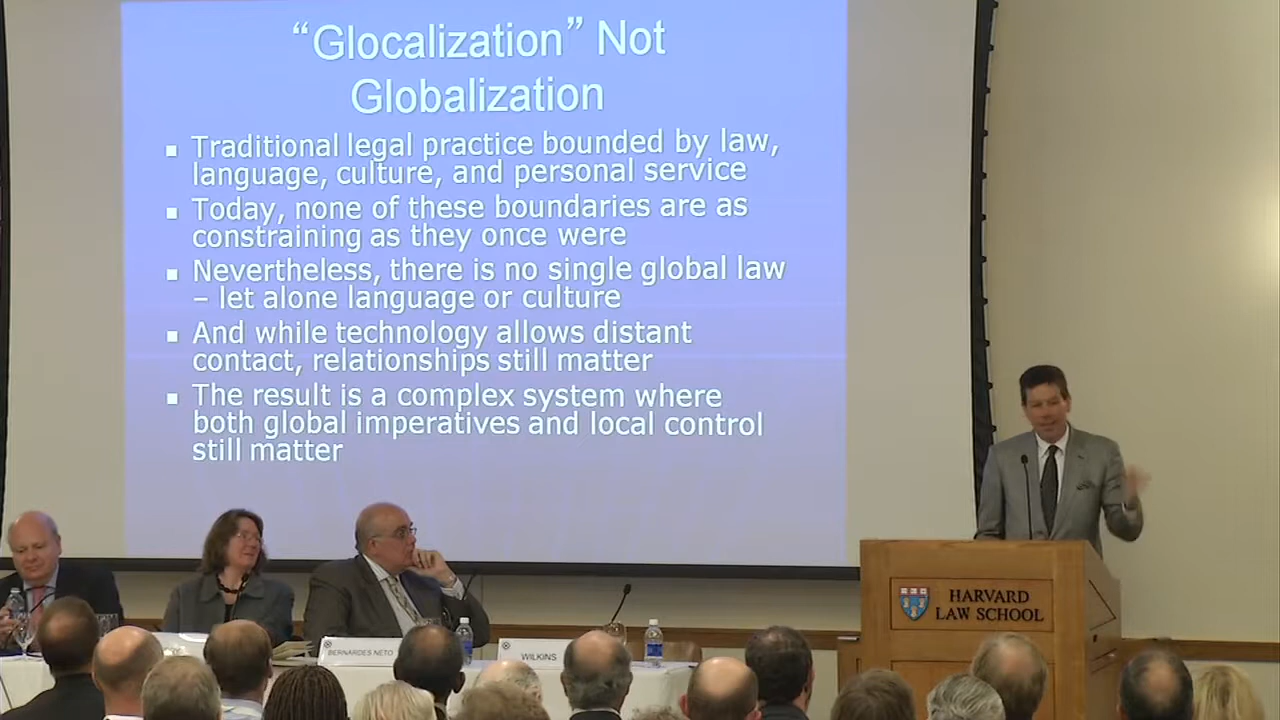 “Glocalization” Not
Globalization
▪ Traditional legal practice bounded by law,
language, culture, and personal service
▪ Today, none of these boundaries are as
constraining as they once were
▪ Nevertheless, there is no single global law
– let alone language or culture
▪ And while technology allows distant
contact, relationships still matter
▪ The result is a complex system where
both global imperatives and local control
still matter
HARVARD
LAW SCHOOL
BERNARDES NETO
WILKINS